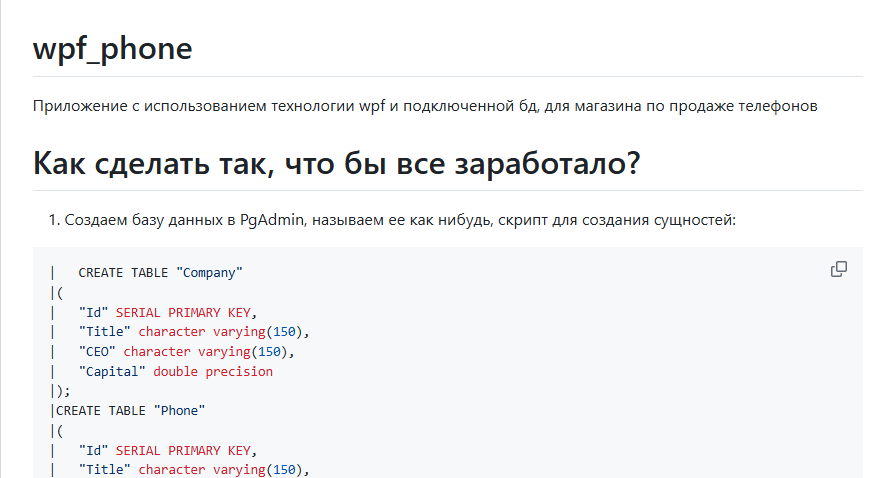 wpf_phone
Приложение с использованием технологии wpf и подключенной бд, для магазина по продаже телефонов
Как сделать так, что бы все заработало?
1. Создаем базу данных в PgAdmin, называем ее как нибудь, скрипт для создания сущностей:
|   CREATE TABLE "Company"
|(
|   "Id" SERIAL PRIMARY KEY,
|   "Title" character varying(150),
|   "CEO" character varying(150),
|   "Capital" double precision
|);
|CREATE TABLE "Phone"
|(
|   "Id" SERIAL PRIMARY KEY,
|   "Title" character varying(150),